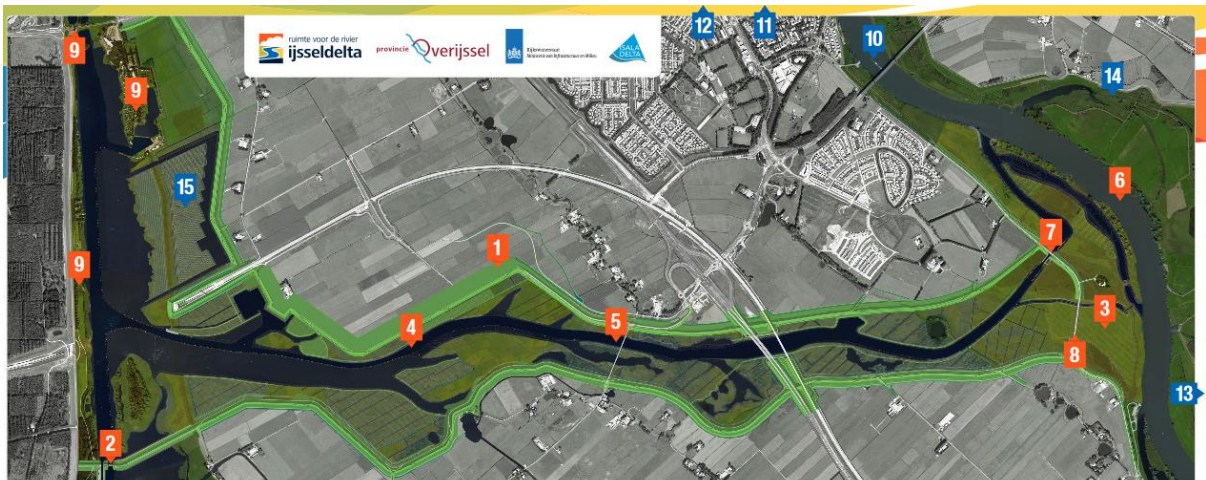 ruimte voor de rivier
ijsseldelta
provincie Overijssel
Rijkswaterstaat
Ministerie van Infrastructuur en Milieu
ISALA
DELTA
12
11
10
9
9
14
15
6
7
1
9
3
4
5
8
13
2